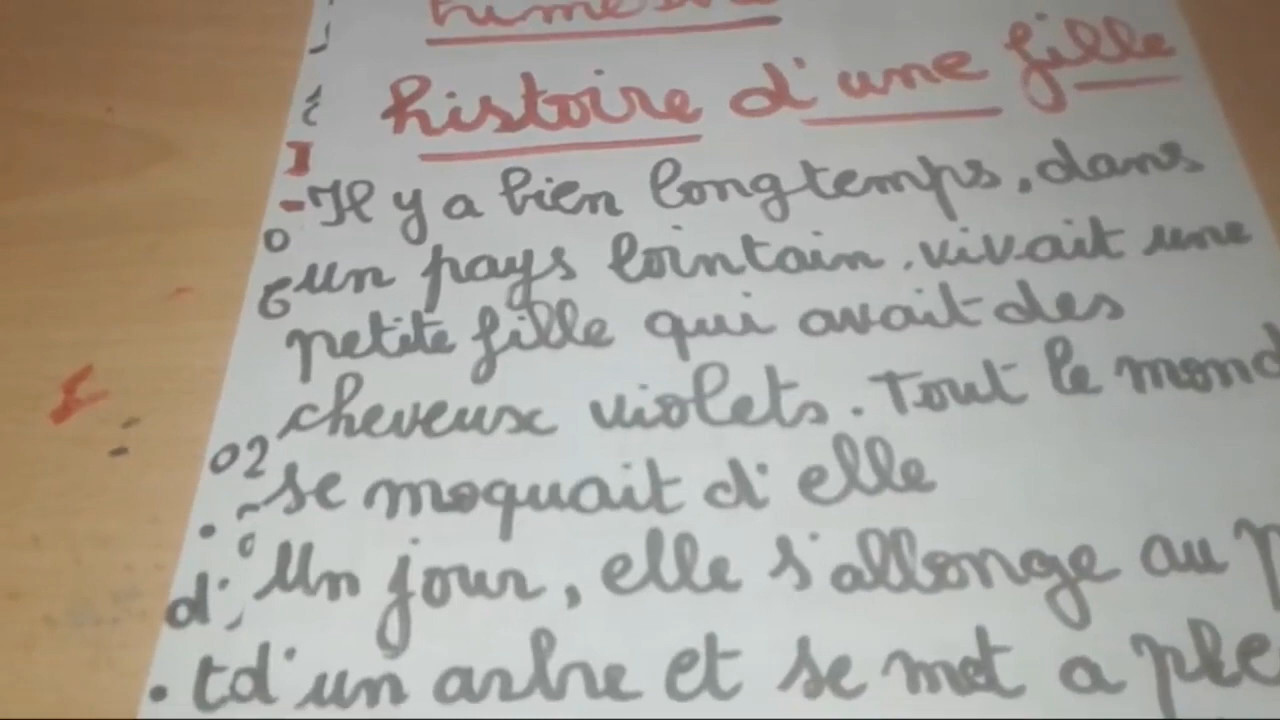 histoire d'une fille
Il y a bien longtemps, dans
un pays lointain, vivait une
petite fille qui avait des
cheveux violets. Tout le mond
se moquait d'elle
Un jour, elle s'allonge au p
d'un arbre et se met a ple